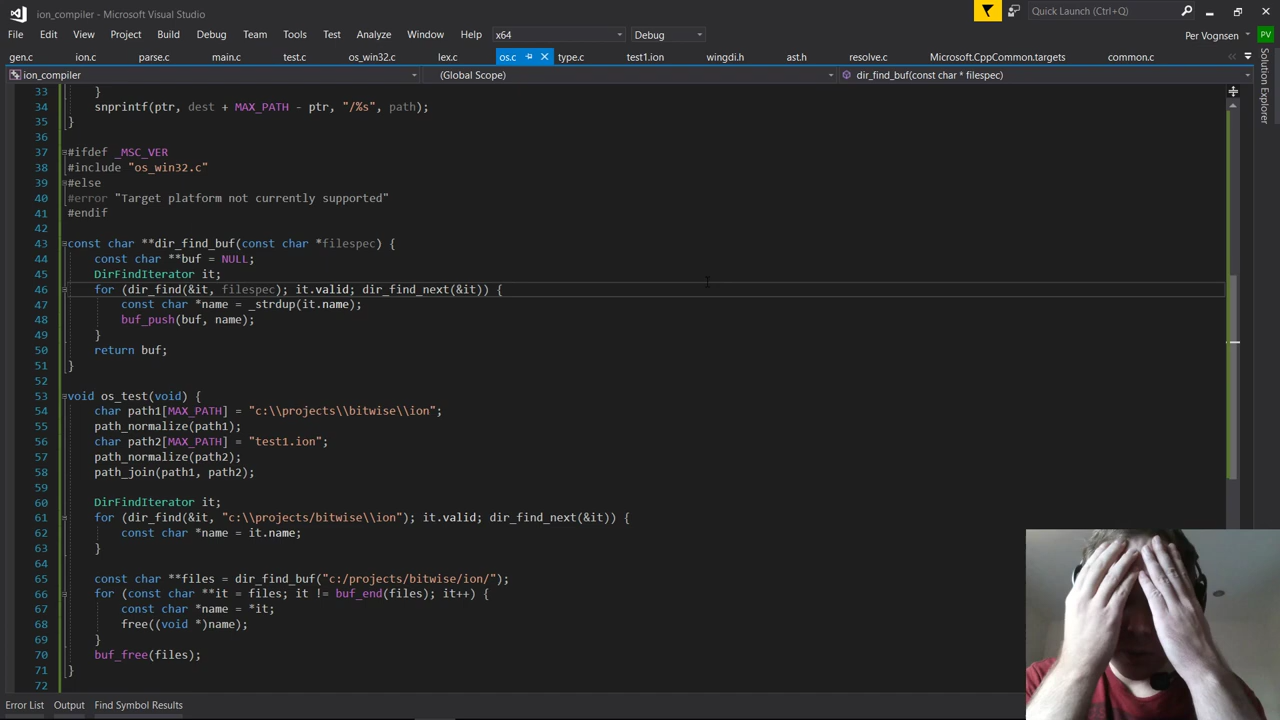 ion_compiler - Microsoft Visual Studio
Quick Launch (Ctrl+Q)
File Edit View Project Build Debug Team Tools Test Analyze Window Help x64 Debug Per Vognsen PV
gen.c ion.c parse.c main.c test.c os_win32.c lex.c os.c type.c test1.ion wingdi.h ast.h resolve.c Microsoft.CppCommon.targets common.c
ion_compiler (Global Scope) dir_find_buf(const char * filespec)
Solution Explorer
33 }
34 snprintf(ptr, dest + MAX_PATH - ptr, "/%s", path);
35 }
36
37 #ifdef _MSC_VER
38 #include "os_win32.c"
39 #else
40 #error "Target platform not currently supported"
41 #endif
42
43 const char **dir_find_buf(const char *filespec) {
44 const char **buf = NULL;
45 DirFindIterator it;
46 for (dir_find(&it, filespec); it.valid; dir_find_next(&it)) {
47 const char *name = _strdup(it.name);
48 buf_push(buf, name);
49 }
50 return buf;
51 }
52
53 void os_test(void) {
54 char path1[MAX_PATH] = "c:\\projects\\bitwise\\ion";
55 path_normalize(path1);
56 char path2[MAX_PATH] = "test1.ion";
57 path_normalize(path2);
58 path_join(path1, path2);
59
60 DirFindIterator it;
61 for (dir_find(&it, "c:\\projects/bitwise\\ion"); it.valid; dir_find_next(&it)) {
62 const char *name = it.name;
63 }
64
65 const char **files = dir_find_buf("c:/projects/bitwise/ion/");
66 for (const char **it = files; it != buf_end(files); it++) {
67 const char *name = *it;
68 free((void *)name);
69 }
70 buf_free(files);
71 }
72
Error List Output Find Symbol Results